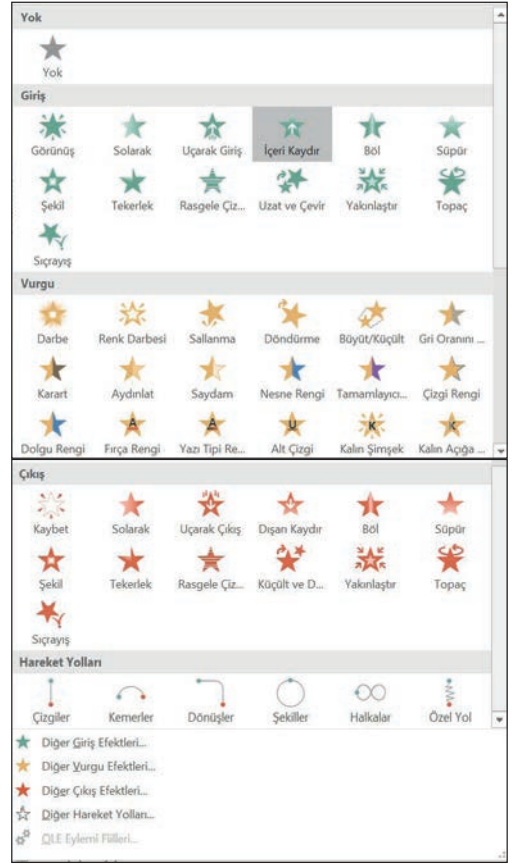 Yok
Yok
Giriş
Görünüş Solarak Uçarak Giriş İçeri Kaydır Böl Süpür
Şekil Tekerlek Rasgele Çiz... Uzat ve Çevir Yakınlaştır Topaç
Sıçrayış
Vurgu
Darbe Renk Darbesi Sallanma Döndürme Büyüt/Küçült Gri Oranını ...
Karart Aydınlat Saydam Nesne Rengi Tamamlayıcı... Çizgi Rengi
Dolgu Rengi Fırça Rengi Yazı Tipi Re... Alt Çizgi Kalın Şimşek Kalın Açığa ...
Çıkış
Kaybet Solarak Uçarak Çıkış Dışarı Kaydır Böl Süpür
Şekil Tekerlek Rasgele Çiz... Küçült ve D... Yakınlaştır Topaç
Sıçrayış
Hareket Yolları
Çizgiler Kemerler Dönüşler Şekiller Halkalar Özel Yol
Diğer Giriş Efektleri...
Diğer Vurgu Efektleri...
Diğer Çıkış Efektleri...
Diğer Hareket Yolları...
OLE Eylemi Fiilleri...